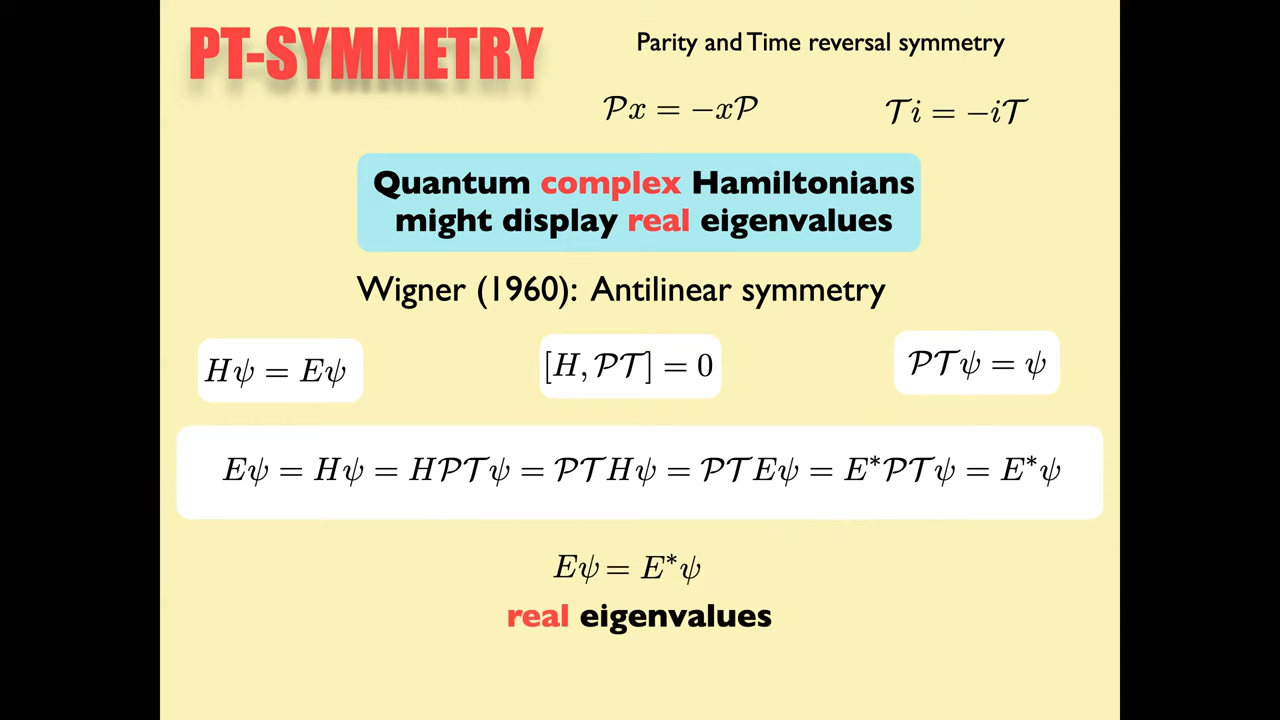 PT-SYMMETRY
Parity and Time reversal symmetry
𝒫x = −x𝒫
𝒯i = −i𝒯
Quantum complex Hamiltonians
might display real eigenvalues
Wigner (1960): Antilinear symmetry
Hψ = Eψ
[H, 𝒫𝒯] = 0
𝒫𝒯ψ = ψ
Eψ = Hψ = H𝒫𝒯ψ = 𝒫𝒯Hψ = 𝒫𝒯Eψ = E*𝒫𝒯ψ = E*ψ
Eψ = E*ψ
real eigenvalues